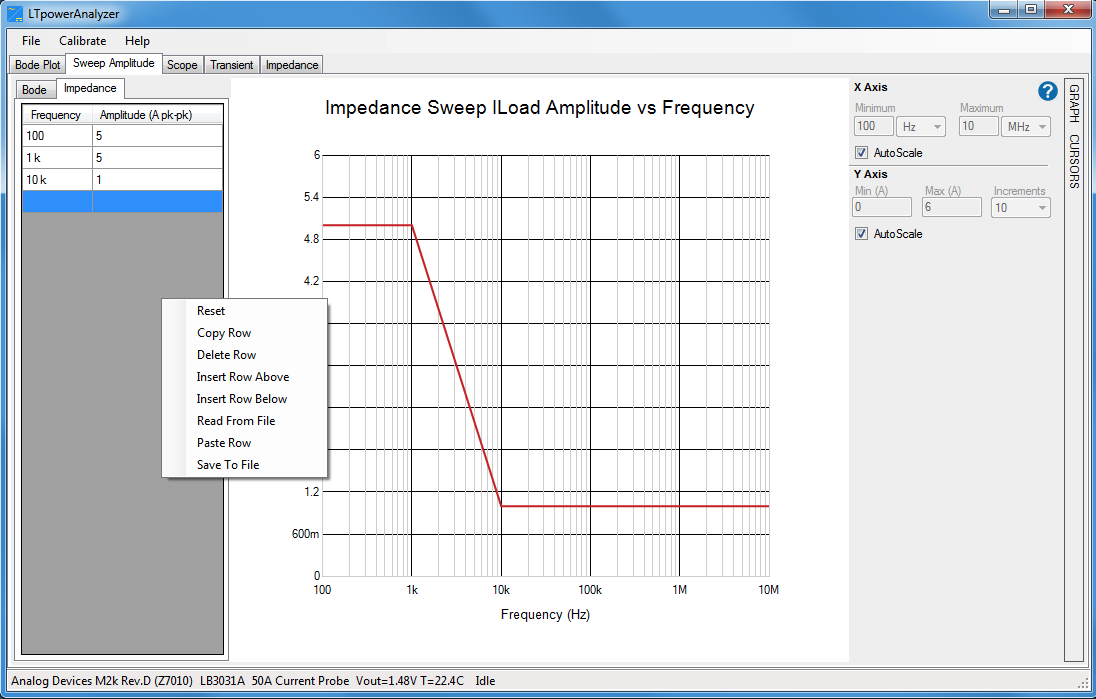 LTpowerAnalyzer
File Calibrate Help
Bode Plot Sweep Amplitude Scope Transient Impedance
Bode Impedance
Frequency Amplitude (A pk-pk)
100 5
1 k 5
10 k 1
Reset
Copy Row
Delete Row
Insert Row Above
Insert Row Below
Read From File
Paste Row
Save To File
Impedance Sweep ILoad Amplitude vs Frequency
6
5.4
4.8
4.2
1.2
600m
0
100 1k 10k 100k 1M 10M
Frequency (Hz)
X Axis
?
Minimum Maximum
100 Hz 10 MHz
AutoScale
Y Axis
Min (A) Max (A) Increments
0 6 10
AutoScale
GRAPH CURSORS
Analog Devices M2k Rev.D (Z7010) LB3031A 50A Current Probe Vout=1.48V T=22.4C Idle